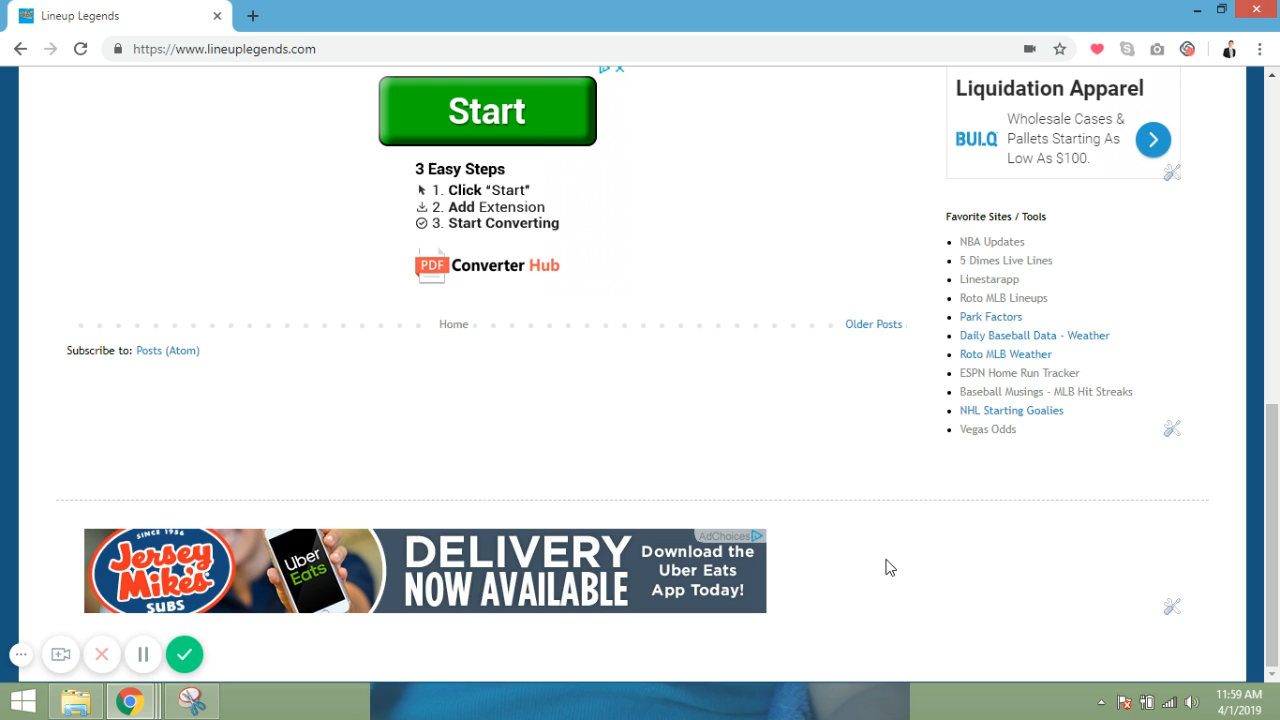 Lineup Legends
https://www.lineuplegends.com
Start
3 Easy Steps
1. Click “Start”
2. Add Extension
3. Start Converting
PDF Converter Hub
Home
Older Posts
Subscribe to: Posts (Atom)
Liquidation Apparel
BULQ
Wholesale Cases &
Pallets Starting As
Low As $100.
Favorite Sites / Tools
NBA Updates
5 Dimes Live Lines
Linestarapp
Roto MLB Lineups
Park Factors
Daily Baseball Data - Weather
Roto MLB Weather
ESPN Home Run Tracker
Baseball Musings - MLB Hit Streaks
NHL Starting Goalies
Vegas Odds
SINCE 1956
Jersey
Mike's
SUBS
Uber
Eats
DELIVERY
NOW AVAILABLE
AdChoices
Download the
Uber Eats
App Today!
11:59 AM
4/1/2019